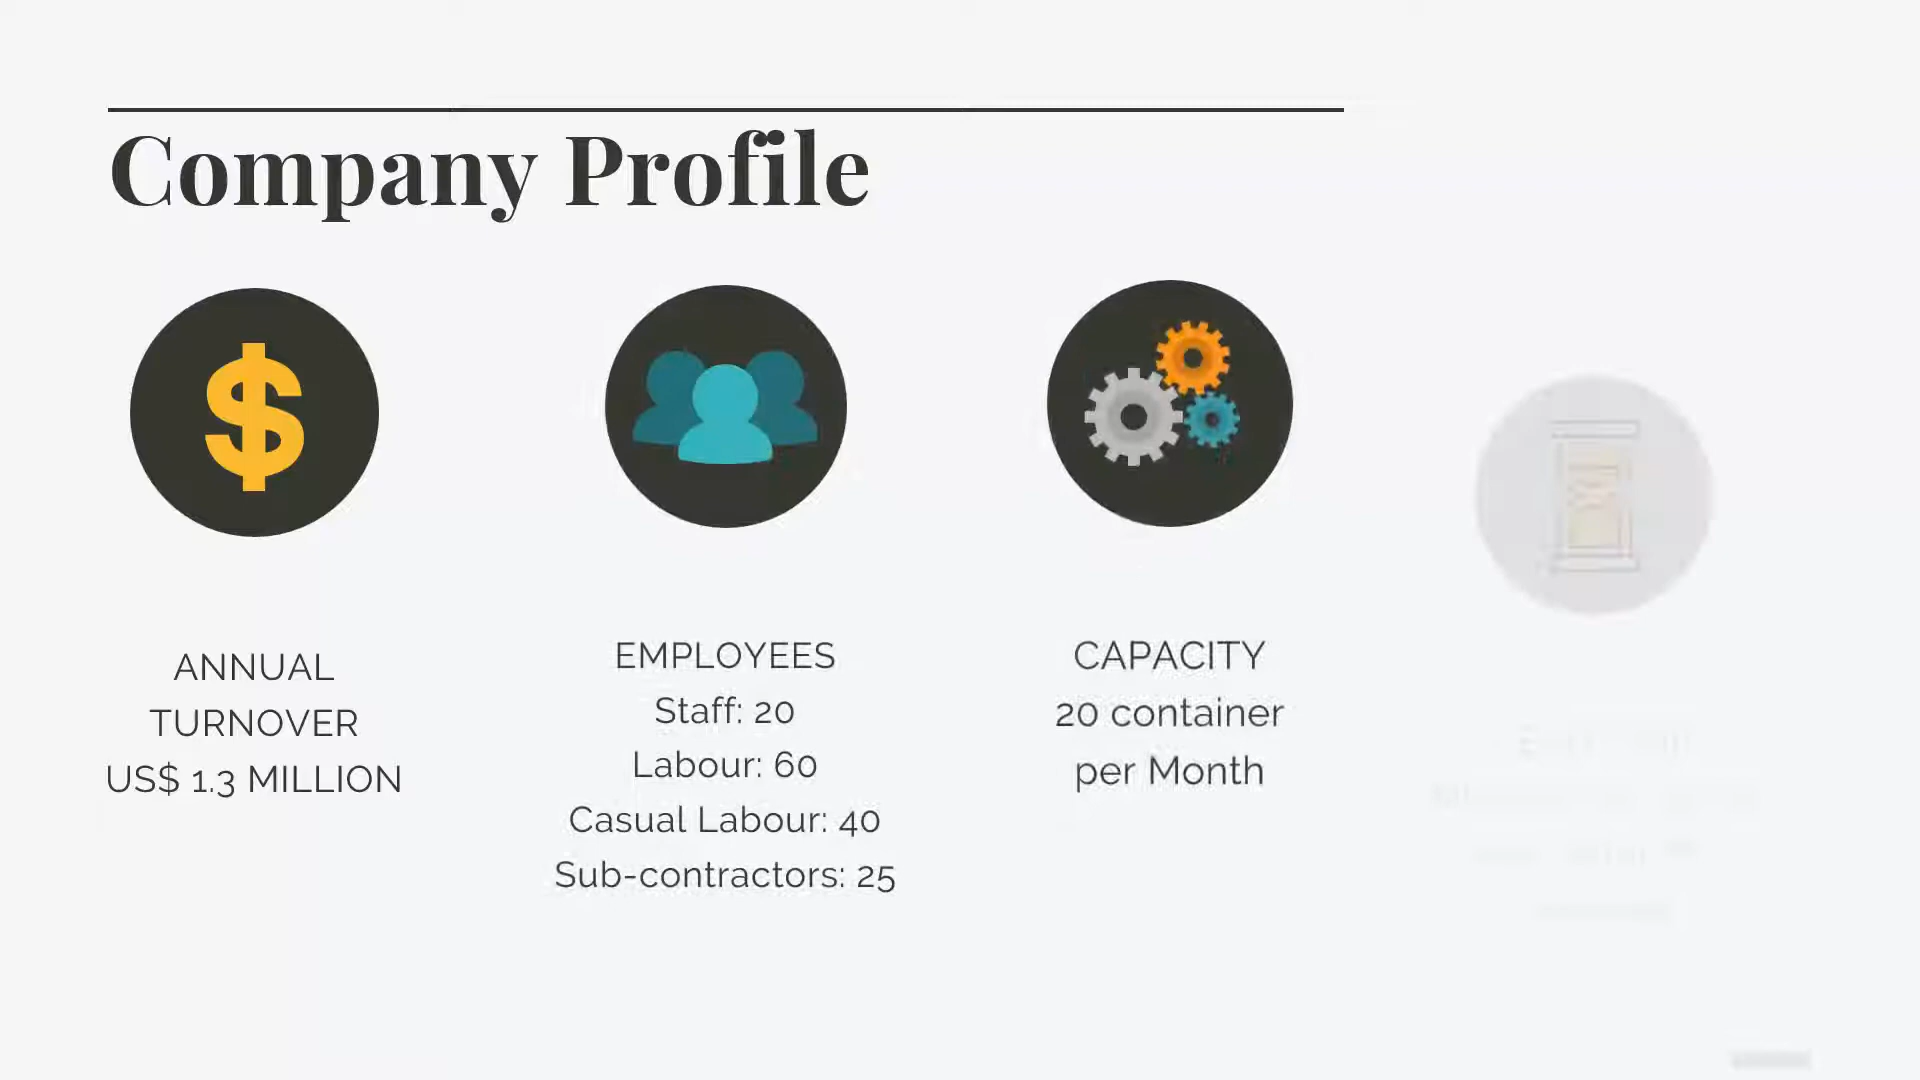 Company Profile
ANNUAL
TURNOVER
US$ 1.3 MILLION
EMPLOYEES
Staff: 20
Labour: 60
Casual Labour: 40
Sub-contractors: 25
CAPACITY
20 container
per Month